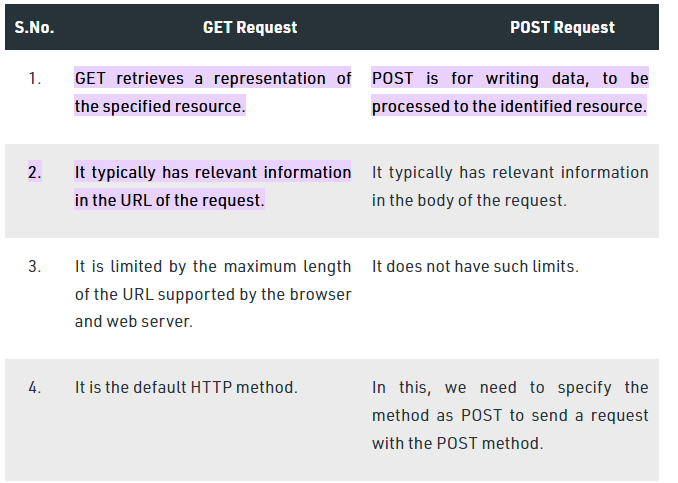 S.No. GET Request POST Request
1. GET retrieves a representation of the specified resource. POST is for writing data, to be processed to the identified resource.
2. It typically has relevant information in the URL of the request. It typically has relevant information in the body of the request.
3. It is limited by the maximum length of the URL supported by the browser and web server. It does not have such limits.
4. It is the default HTTP method. In this, we need to specify the method as POST to send a request with the POST method.